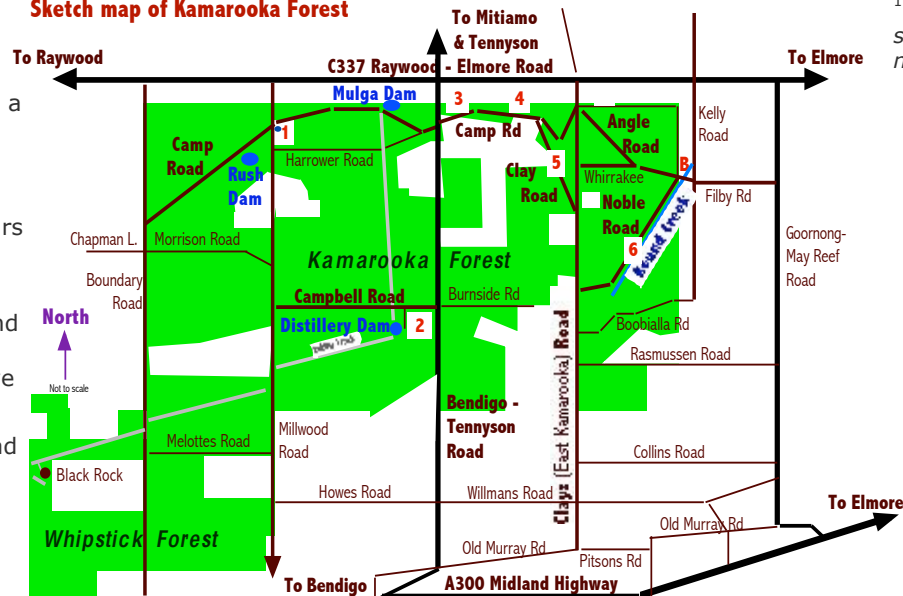 Sketch map of Kamarooka Forest
To Mitiamo
& Tennyson
To Raywood
C337 Raywood - Elmore Road
To Elmore
a
Mulga Dam
3
4
Camp Rd
Angle
Road
Kelly
Road
1
Camp
Road
Harrower Road
Rush
Dam
Clay
Road
5
Whirrakee
B
Filby Rd
Noble
Road
rs
Chapman L.
Morrison Road
6
Goornong-
May Reef
Road
Kamarooka Forest
Boundary
Road
Campbell Road
Burnside Rd
nd
North
Distillery Dam
2
Boobialla Rd
Rasmussen Road
re
Not to scale
Bendigo -
Tennyson
Road
Clays (East Kamarooka) Road
nd
Melottes Road
Millwood
Road
Collins Road
Black Rock
Howes Road
Willmans Road
To Elmore
Whipstick Forest
Old Murray Rd
Old Murray Rd
Pitsons Rd
To Bendigo
A300 Midland Highway